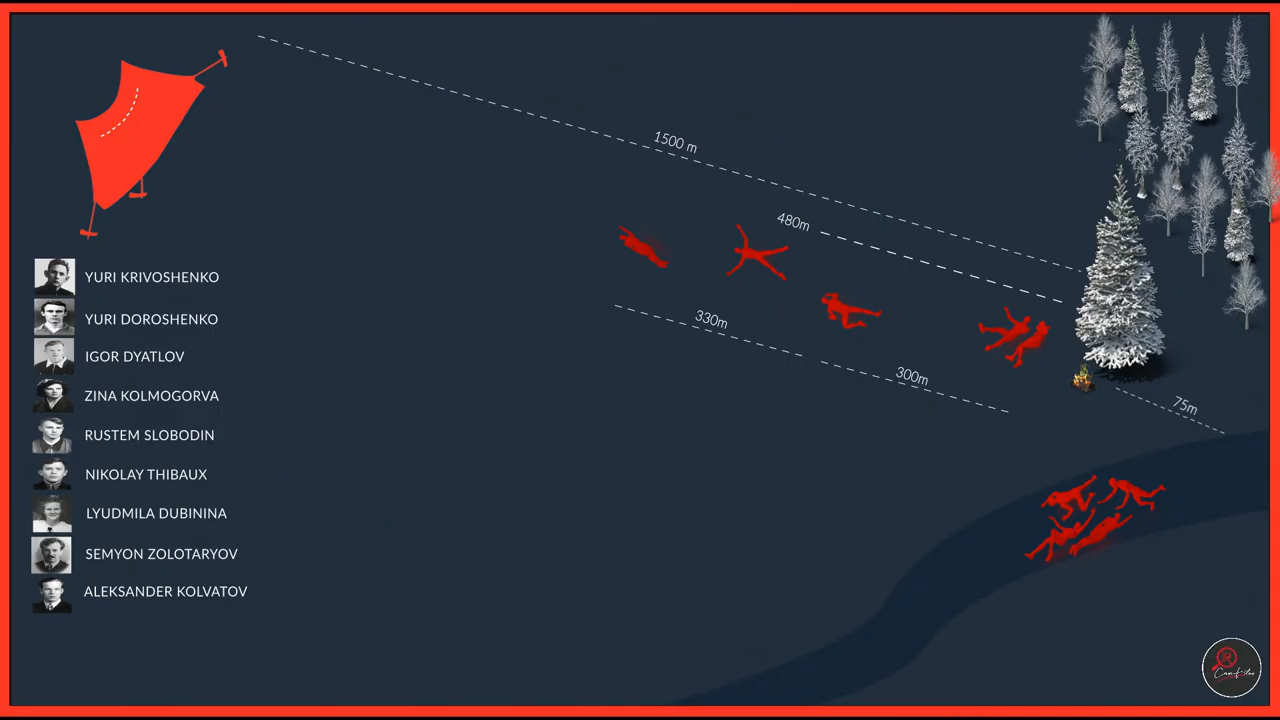 1500 m
480m
330m
300m
75m
YURI KRIVOSHENKO
YURI DOROSHENKO
IGOR DYATLOV
ZINA KOLMOGORVA
RUSTEM SLOBODIN
NIKOLAY THIBAUX
LYUDMILA DUBININA
SEMYON ZOLOTARYOV
ALEKSANDER KOLVATOV